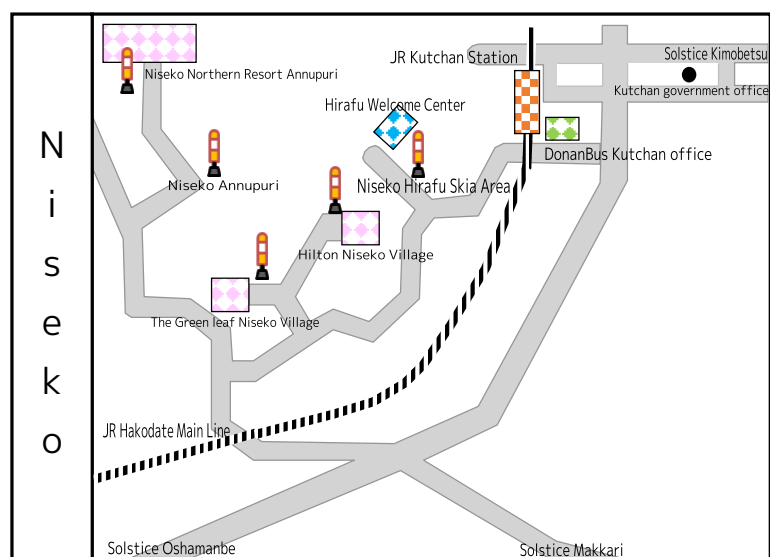 Niseko
JR Kutchan Station
Solstice Kimobetsu
Niseko Northern Resort Annupuri
Kutchan government office
Hirafu Welcome Center
DonanBus Kutchan office
Niseko Annupuri
Niseko Hirafu Skia Area
Hilton Niseko Village
The Green leaf Niseko Village
JR Hakodate Main Line
Solstice Oshamanbe
Solstice Makkari